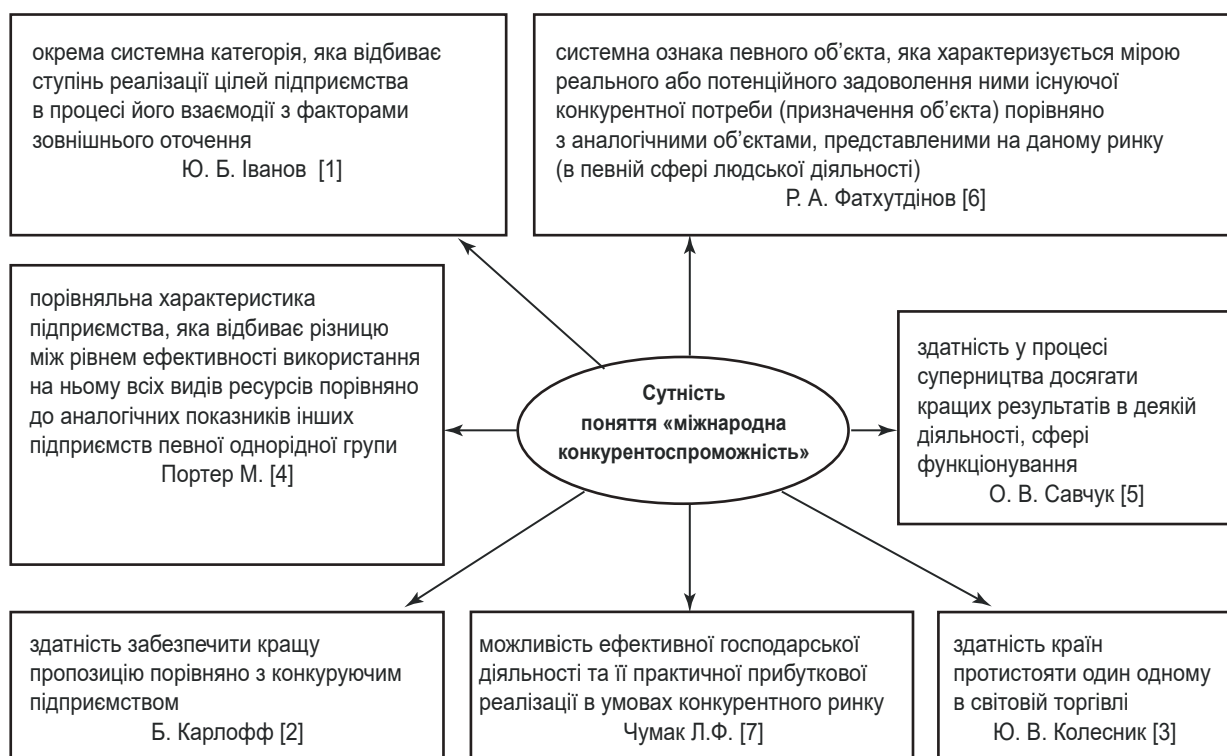 окрема системна категорія, яка відбиває
ступінь реалізації цілей підприємства
в процесі його взаємодії з факторами
зовнішнього оточення
Ю. Б. Іванов [1]
системна ознака певного об’єкта, яка характеризується мірою
реального або потенційного задоволення ними існуючої
конкурентної потреби (призначення об’єкта) порівняно
з аналогічними об’єктами, представленими на даному ринку
(в певній сфері людської діяльності)
Р. А. Фатхутдінов [6]
порівняльна характеристика
підприємства, яка відбиває різницю
між рівнем ефективності використання
на ньому всіх видів ресурсів порівняно
до аналогічних показників інших
підприємств певної однорідної групи
Портер М. [4]
Сутність
поняття «міжнародна
конкурентоспроможність»
здатність у процесі
суперництва досягати
кращих результатів в деякій
діяльності, сфері
функціонування
О. В. Савчук [5]
здатність забезпечити кращу
пропозицію порівняно з конкуруючим
підприємством
Б. Карлофф [2]
можливість ефективної господарської
діяльності та її практичної прибуткової
реалізації в умовах конкурентного ринку
Чумак Л.Ф. [7]
здатність країн
протистояти один одному
в світовій торгівлі
Ю. В. Колесник [3]